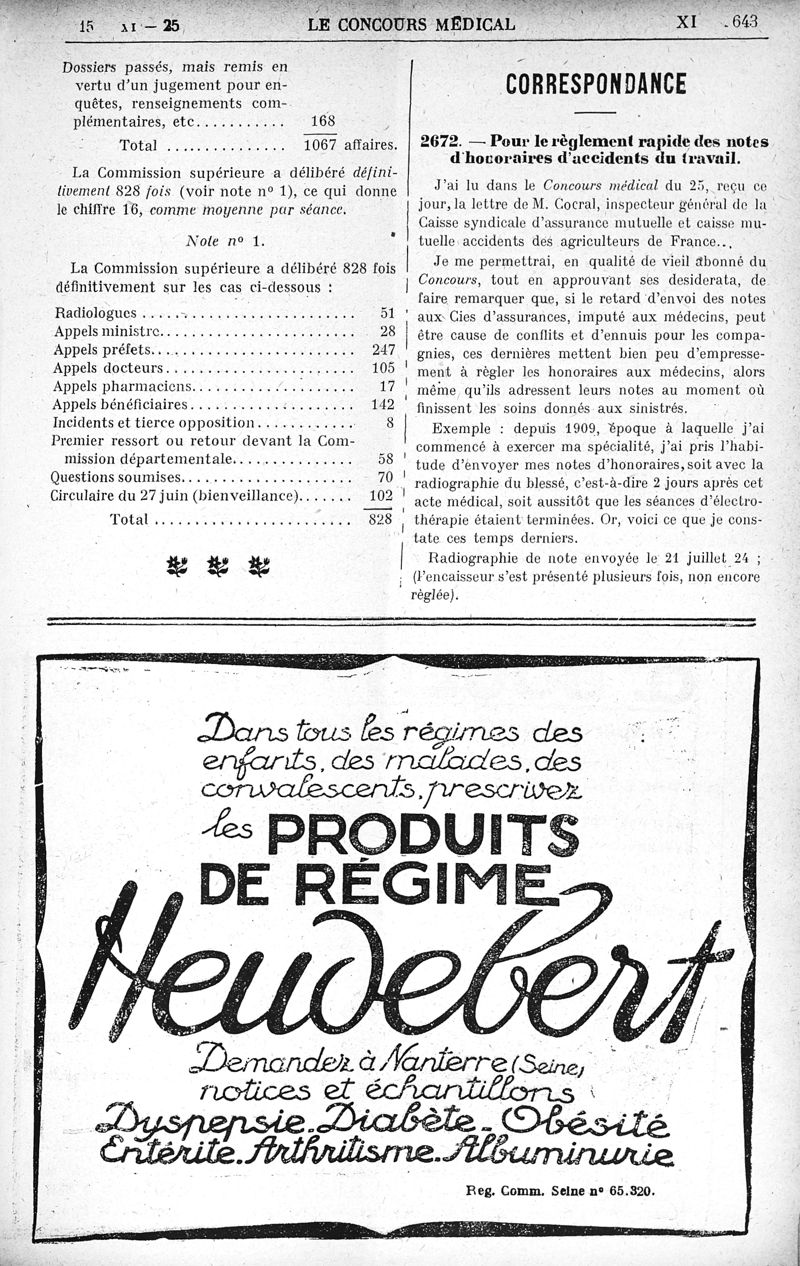 15 XI — 25 LE CONCOURS MÉDICAL XI 643
Dossiers passés, mais remis en
vertu d'un jugement pour en-
quêtes, renseignements com-
plémentaires, etc........... 168
Total ............... 1067 affaires.
La Commission supérieure a délibéré défini-
tivement 828 fois (voir note n° 1), ce qui donne
le chiffre 16, comme moyenne par séance.
Note n° 1.
La Commission supérieure a délibéré 828 fois
définitivement sur les cas ci-dessous :
Radiologues ........................... 51
Appels ministre........................ 28
Appels préfets......................... 247
Appels docteurs........................ 105
Appels pharmaciens..................... 17
Appels bénéficiaires................... 142
Incidents et tierce opposition............ 8
Premier ressort ou retour devant la Com-
mission départementale............... 58
Questions soumises..................... 70
Circulaire du 27 juin (bienveillance)....... 102
Total ........................ 828
CORRESPONDANCE
2672. — Pour le règlement rapide des notes
d'honoraires d'accidents du travail.
J'ai lu dans le Concours médical du 25, reçu ce
jour, la lettre de M. Cocral, inspecteur général de la
Caisse syndicale d'assurance mutuelle et caisse mu-
tuelle accidents des agriculteurs de France...
Je me permettrai, en qualité de vieil abonné du
Concours, tout en approuvant ses desiderata, de
faire remarquer que, si le retard d'envoi des notes
aux Cies d'assurances, imputé aux médecins, peut
être cause de conflits et d'ennuis pour les compa-
gnies, ces dernières mettent bien peu d'empresse-
ment à régler les honoraires aux médecins, alors
même qu'ils adressent leurs notes au moment où
finissent les soins donnés aux sinistrés.
Exemple : depuis 1909, époque à laquelle j'ai
commencé à exercer ma spécialité, j'ai pris l'habi-
tude d'envoyer mes notes d'honoraires, soit avec la
radiographie du blessé, c'est-à-dire 2 jours après cet
acte médical, soit aussitôt que les séances d'électro-
thérapie étaient terminées. Or, voici ce que je cons-
tate ces temps derniers.
Radiographie de note envoyée le 21 juillet 24 ;
(l'encaisseur s'est présenté plusieurs fois, non encore
règlée).
Dans tous les régimes des
enfants, des malades, des
convalescents, prescrivez
les PRODUITS
DE RÉGIME
Heudebert
Demandez à Nanterre (Seine)
notices et échantillons
Dyspepsie. Diabète. Obésité
Entérite. Arthritisme. Albuminurie
Reg. Comm. Seine n° 65.320.